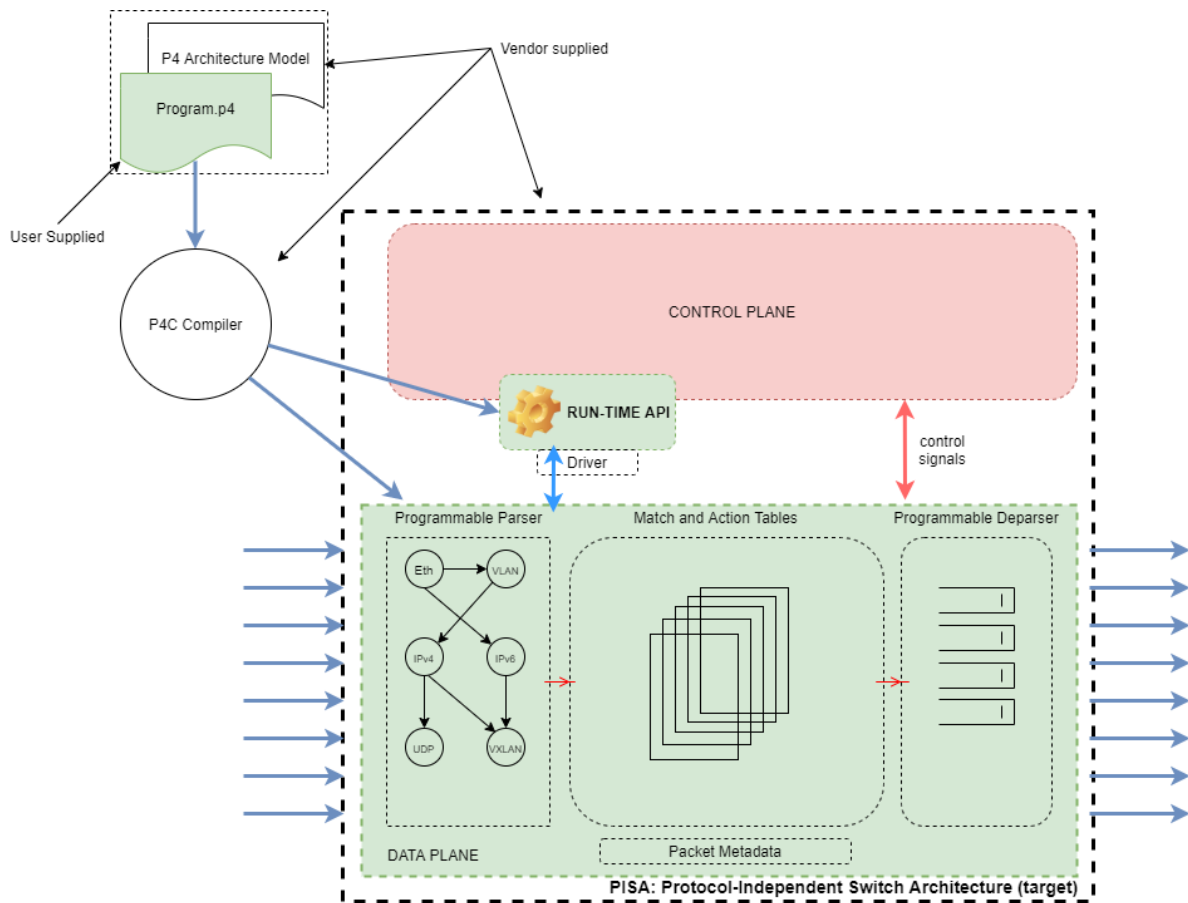 P4 Architecture Model
Vendor supplied
Program.p4
User Supplied
P4C Compiler
CONTROL PLANE
RUN-TIME API
Driver
control
signals
Programmable Parser
Match and Action Tables
Programmable Deparser
Eth
VLAN
IPv4
IPv6
UDP
VXLAN
Packet Metadata
DATA PLANE
PISA: Protocol-Independent Switch Architecture (target)